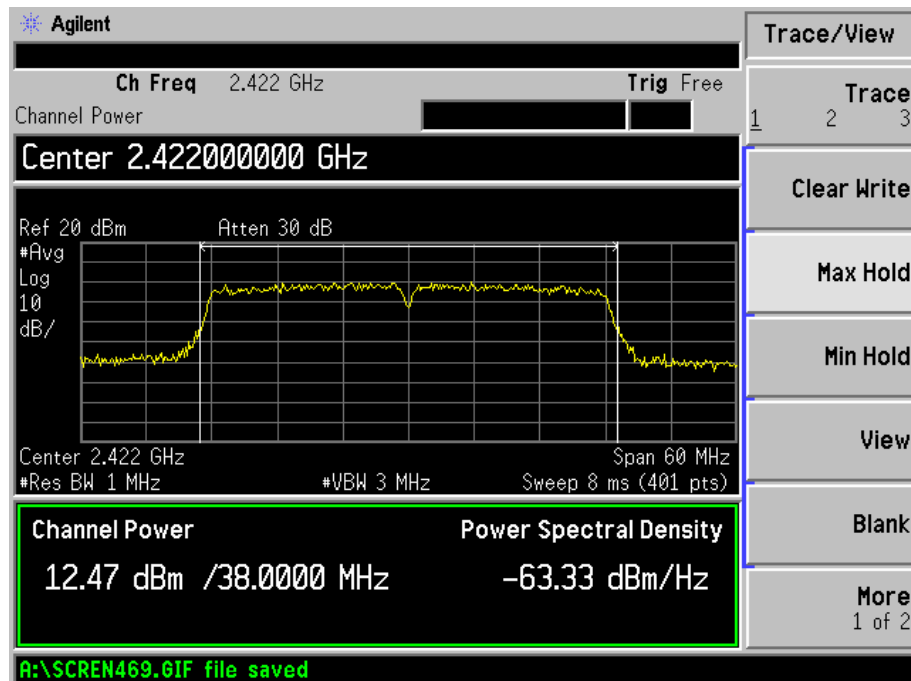 Agilent
Trace/View
Ch Freq 2.422 GHz Trig Free
Channel Power
Trace
1 2 3
Center 2.422000000 GHz
Clear Write
Ref 20 dBm Atten 30 dB
#Avg
Log
10
dB/
Max Hold
Min Hold
View
Center 2.422 GHz Span 60 MHz
#Res BW 1 MHz #VBW 3 MHz Sweep 8 ms (401 pts)
Channel Power Power Spectral Density
12.47 dBm /38.0000 MHz -63.33 dBm/Hz
Blank
More
1 of 2
A:\SCREN469.GIF file saved